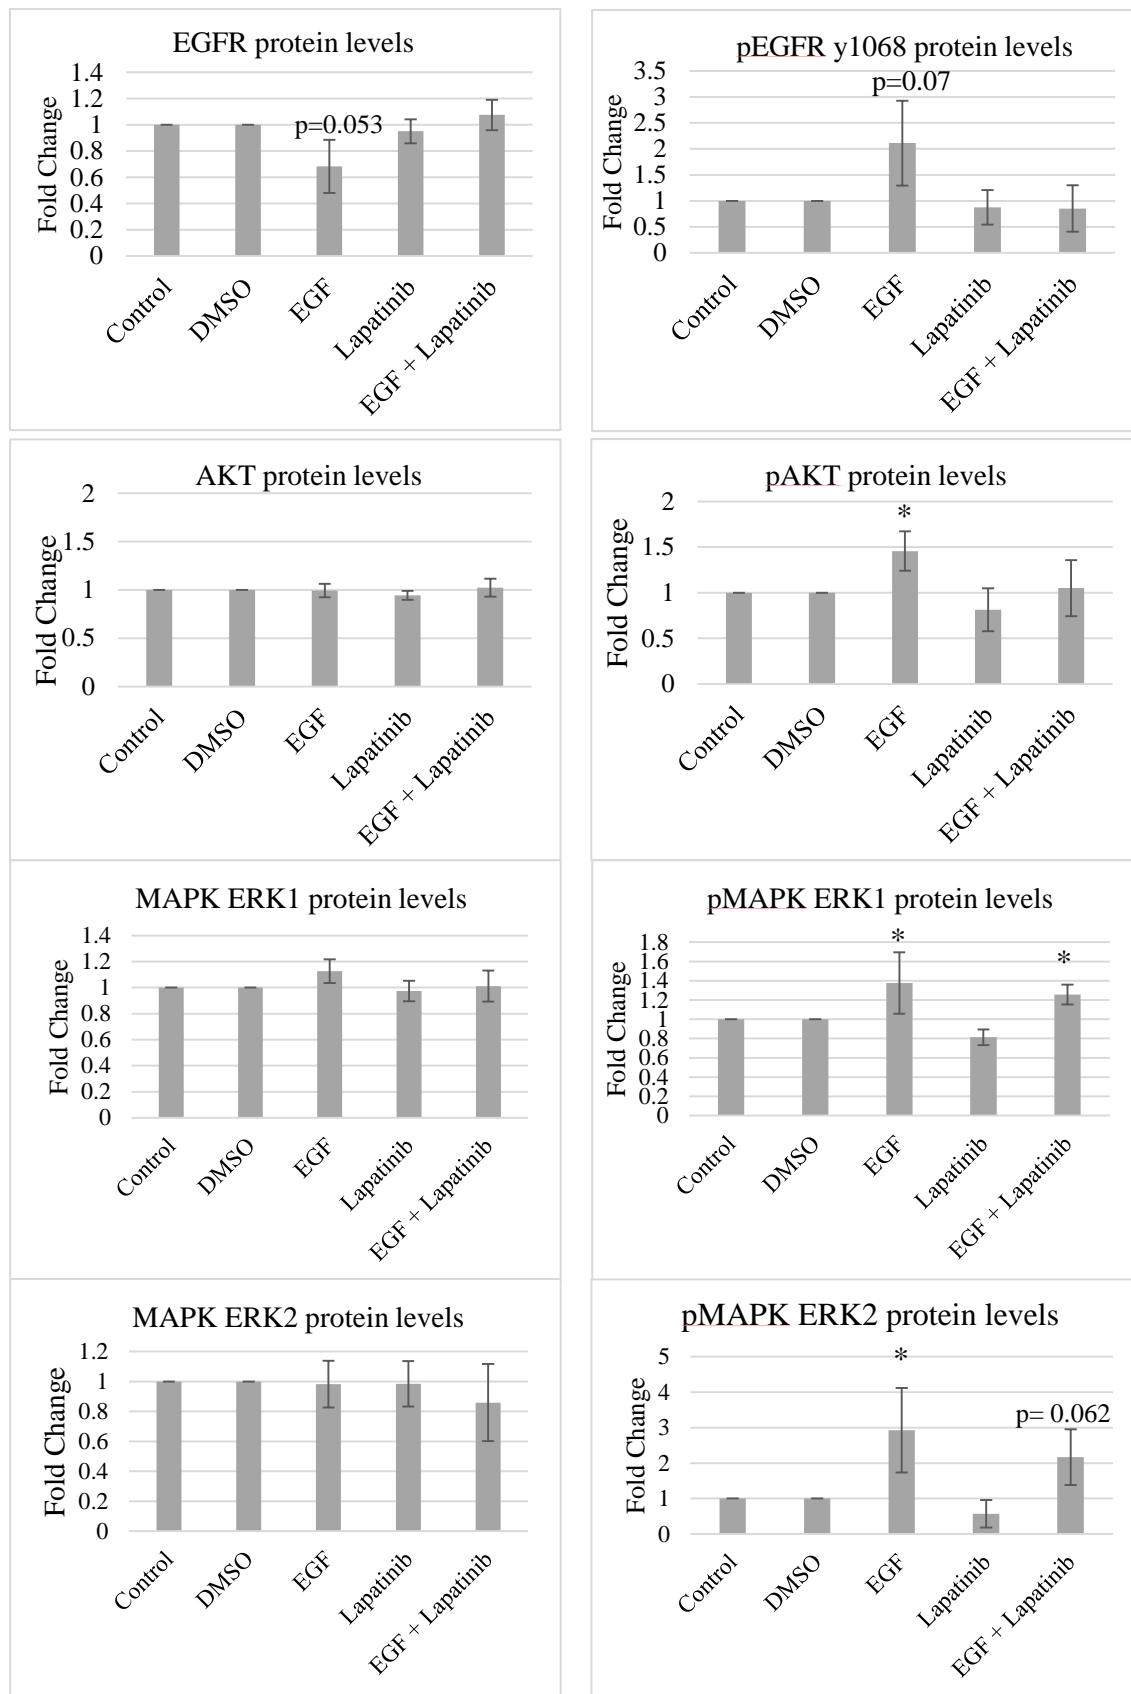 EGFR protein levels
1.4
1.2
1
0.8
0.6
0.4
0.2
0
Fold Change
p=0.053
Control
DMSO
EGF
Lapatinib
EGF + Lapatinib
pEGFR y1068 protein levels
3.5
3
2.5
2
1.5
1
0.5
0
Fold Change
p=0.07
Control
DMSO
EGF
Lapatinib
EGF + Lapatinib
AKT protein levels
2
1.5
1
0.5
0
Fold Change
Control
DMSO
EGF
Lapatinib
EGF + Lapatinib
pAKT protein levels
2
1.5
1
0.5
0
Fold Change
*
Control
DMSO
EGF
Lapatinib
EGF + Lapatinib
MAPK ERK1 protein levels
1.4
1.2
1
0.8
0.6
0.4
0.2
0
Fold Change
Control
DMSO
EGF
Lapatinib
EGF + Lapatinib
pMAPK ERK1 protein levels
1.8
1.6
1.4
1.2
1
0.8
0.6
0.4
0.2
0
Fold Change
*
*
Control
DMSO
EGF
Lapatinib
EGF + Lapatinib
MAPK ERK2 protein levels
1.2
1
0.8
0.6
0.4
0.2
0
Fold Change
Control
DMSO
EGF
Lapatinib
EGF + Lapatinib
pMAPK ERK2 protein levels
5
4
3
2
1
0
Fold Change
*
p= 0.062
Control
DMSO
EGF
Lapatinib
EGF + Lapatinib